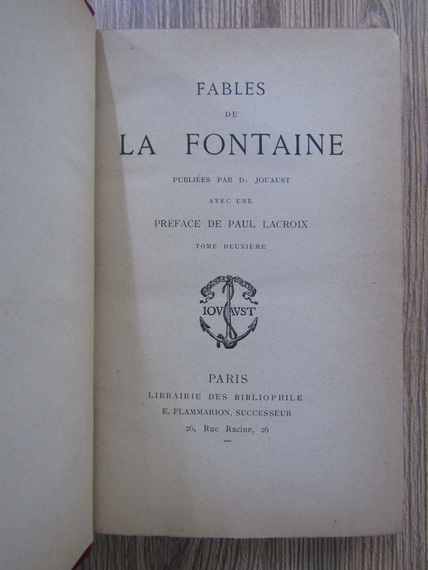 FABLES
DE
LA FONTAINE
PUBLIÉES PAR D. JOUAUST
AVEC UNE
PRÉFACE DE PAUL LACROIX
TOME DEUXIÈME
IOVAVST
PARIS
LIBRAIRIE DES BIBLIOPHILE
E. FLAMMARION, SUCCESSEUR
26, Rue Racine, 26